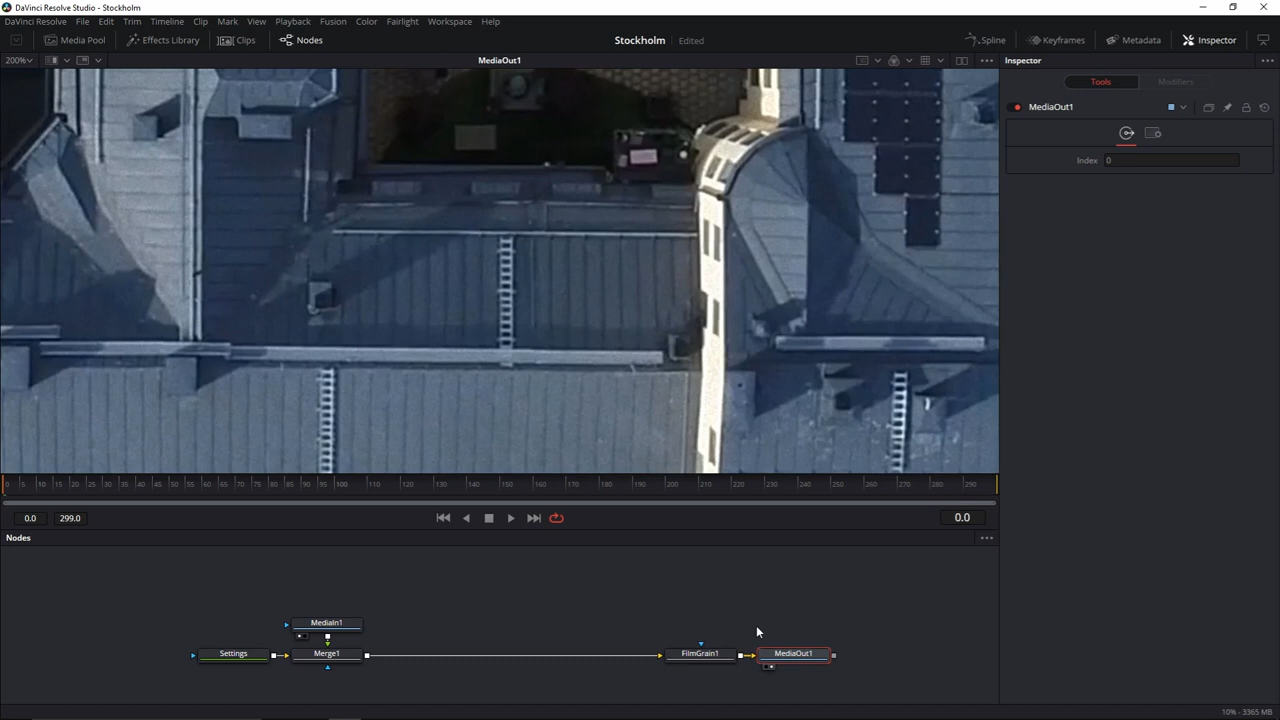 DaVinci Resolve Studio - Stockholm
DaVinci Resolve File Edit Trim Timeline Clip Mark View Playback Fusion Color Fairlight Workspace Help
Media Pool Effects Library Clips Nodes Stockholm Edited Spline Keyframes Metadata Inspector
200% MediaOut1 Inspector
Tools Modifiers
MediaOut1
Index 0
0 5 10 15 20 25 30 35 40 45 50 55 60 65 70 75 80 85 90 95 100 110 120 130 140 150 160 170 180 190 200 210 220 230 240 250 260 270 280 290
0.0 299.0 0.0
Nodes
MediaIn1
Settings Merge1 FilmGrain1 MediaOut1
10% - 3365 MB